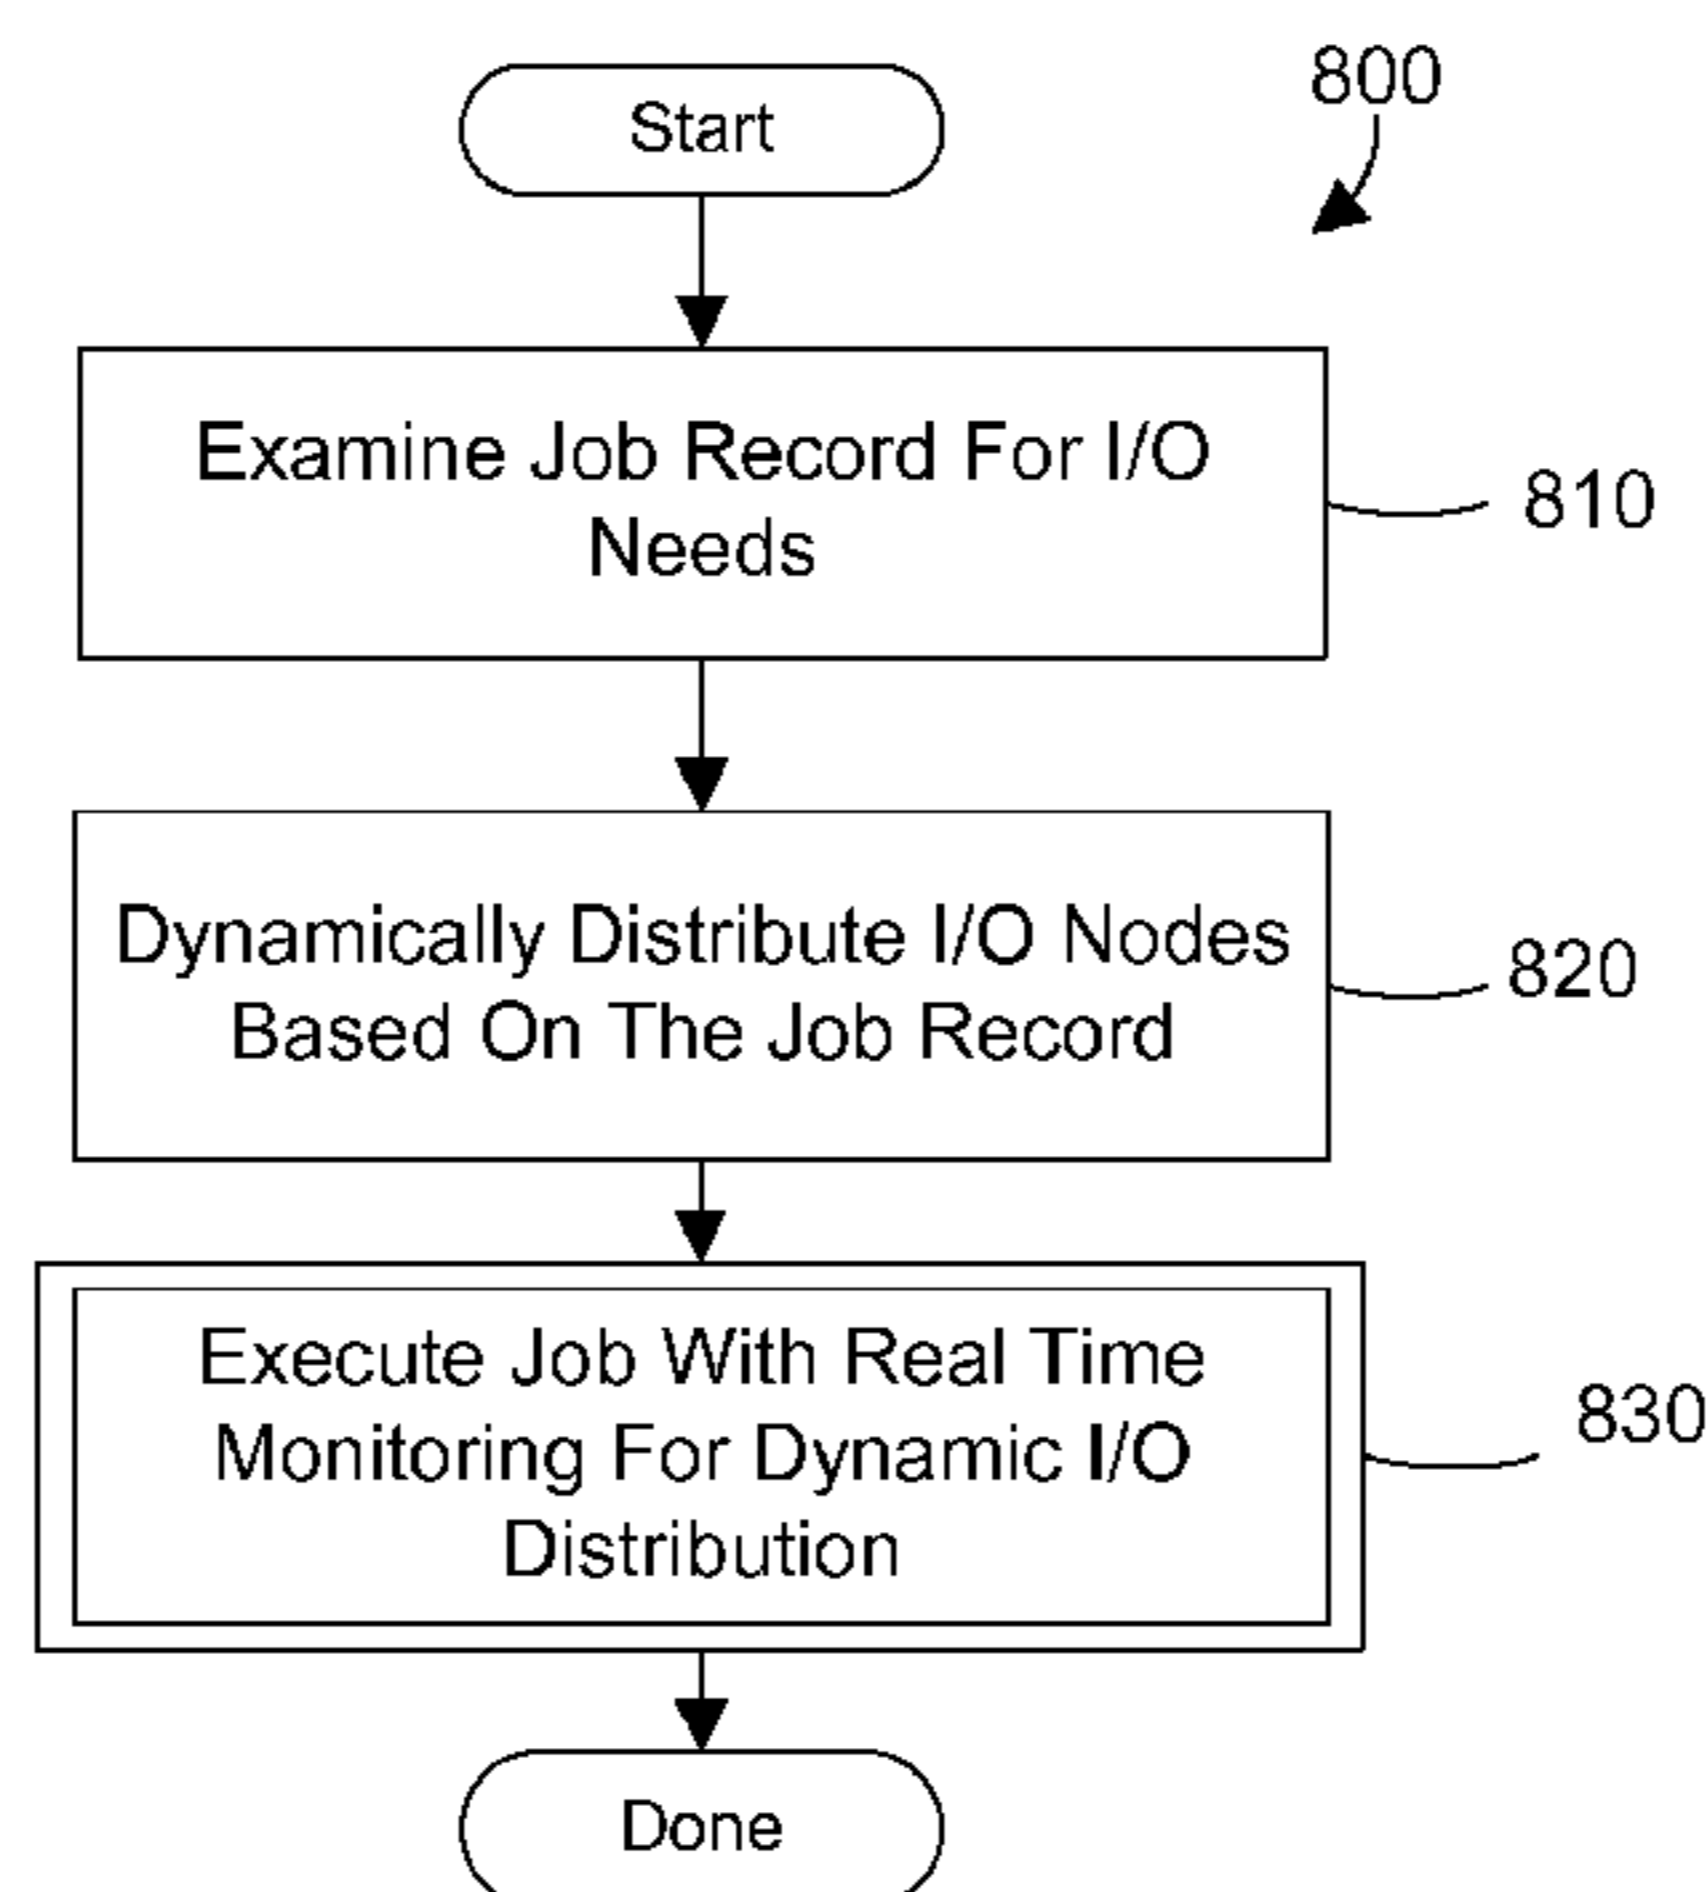 Start
800
Examine Job Record For I/O
Needs
810
Dynamically Distribute I/O Nodes
Based On The Job Record
820
Execute Job With Real Time
Monitoring For Dynamic I/O
Distribution
830
Done